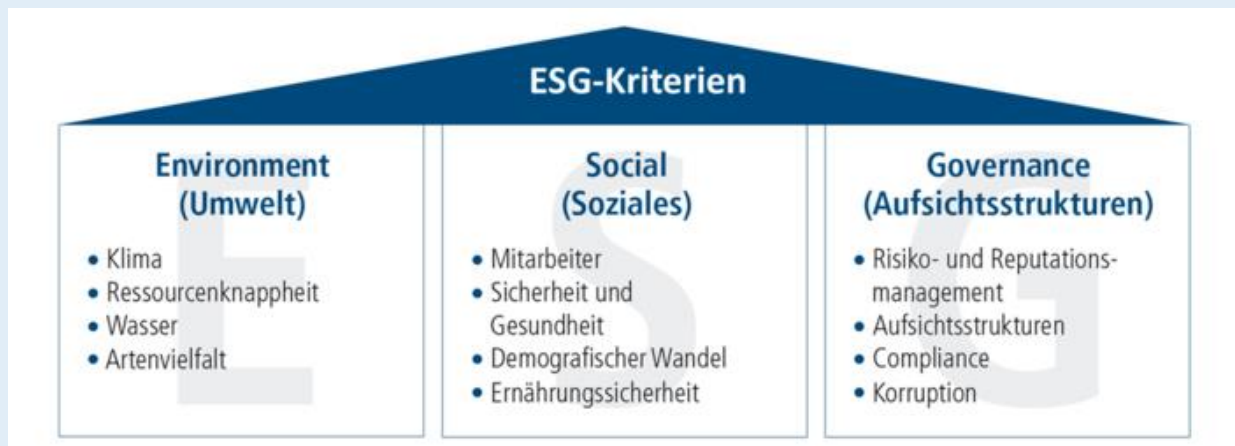 ESG-Kriterien
Environment
(Umwelt)
• Klima
• Ressourcenknappheit
• Wasser
• Artenvielfalt
Social
(Soziales)
• Mitarbeiter
• Sicherheit und
Gesundheit
• Demografischer Wandel
• Ernährungssicherheit
Governance
(Aufsichtsstrukturen)
• Risiko- und Reputations-
management
• Aufsichtsstrukturen
• Compliance
• Korruption
E
S
G